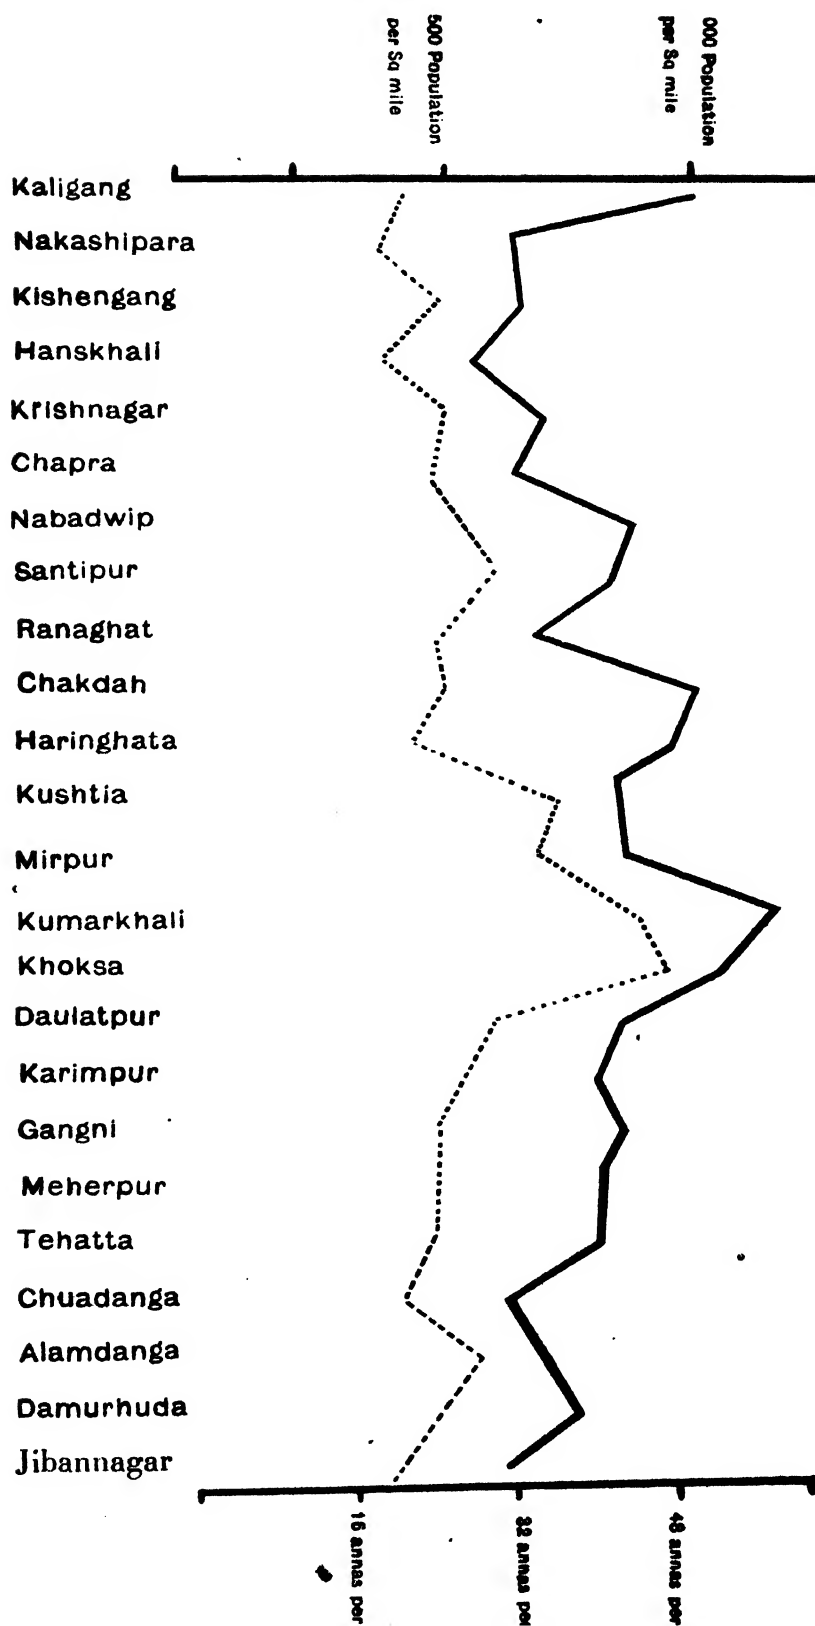 500 Population
per Sq mile
000 Population
per Sq mile
Kaligang
Nakashipara
Kishengang
Hanskhali
Krishnagar
Chapra
Nabadwip
Santipur
Ranaghat
Chakdah
Haringhata
Kushtia
Mirpur
Kumarkhali
Khoksa
Daulatpur
Karimpur
Gangni
Meherpur
Tehatta
Chuadanga
Alamdanga
Damurhuda
Jibannagar
16 annas per
32 annas per
48 annas per